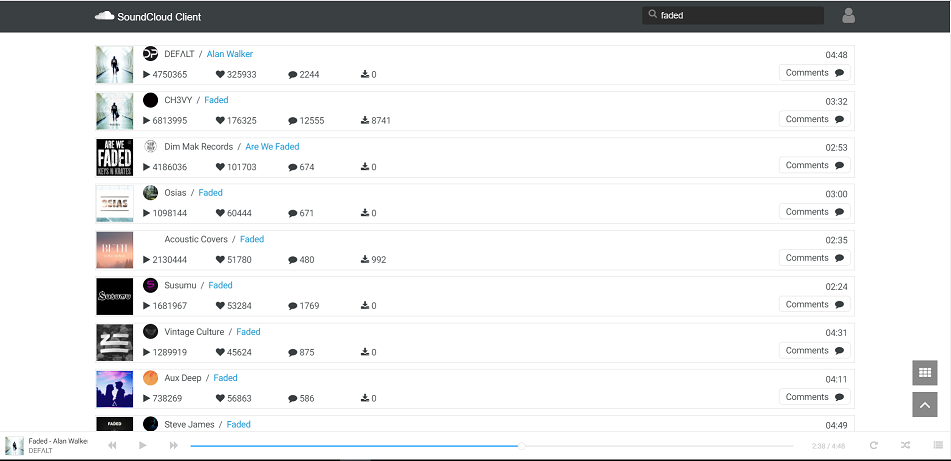 SoundCloud Client
faded
DEFΛLT / Alan Walker
04:48
4750365 325933 2244 0
Comments
CH3VY / Faded
03:32
6813995 176325 12555 8741
Comments
ARE WE
FADED
KEYS N KRATES
Dim Mak Records / Are We Faded
02:53
4186036 101703 674 0
Comments
OSIAS
Osias / Faded
03:00
1098144 60444 671 0
Comments
Acoustic Covers / Faded
02:35
2130444 51780 480 992
Comments
Susumu
Susumu / Faded
02:24
1681967 53284 1769 0
Comments
Vintage Culture / Faded
04:31
1289919 45624 875 0
Comments
Aux Deep / Faded
04:11
738269 56863 586 0
Comments
FADED
Steve James / Faded
04:49
Faded - Alan Walke
DEFΛLT
2:38 / 4:48